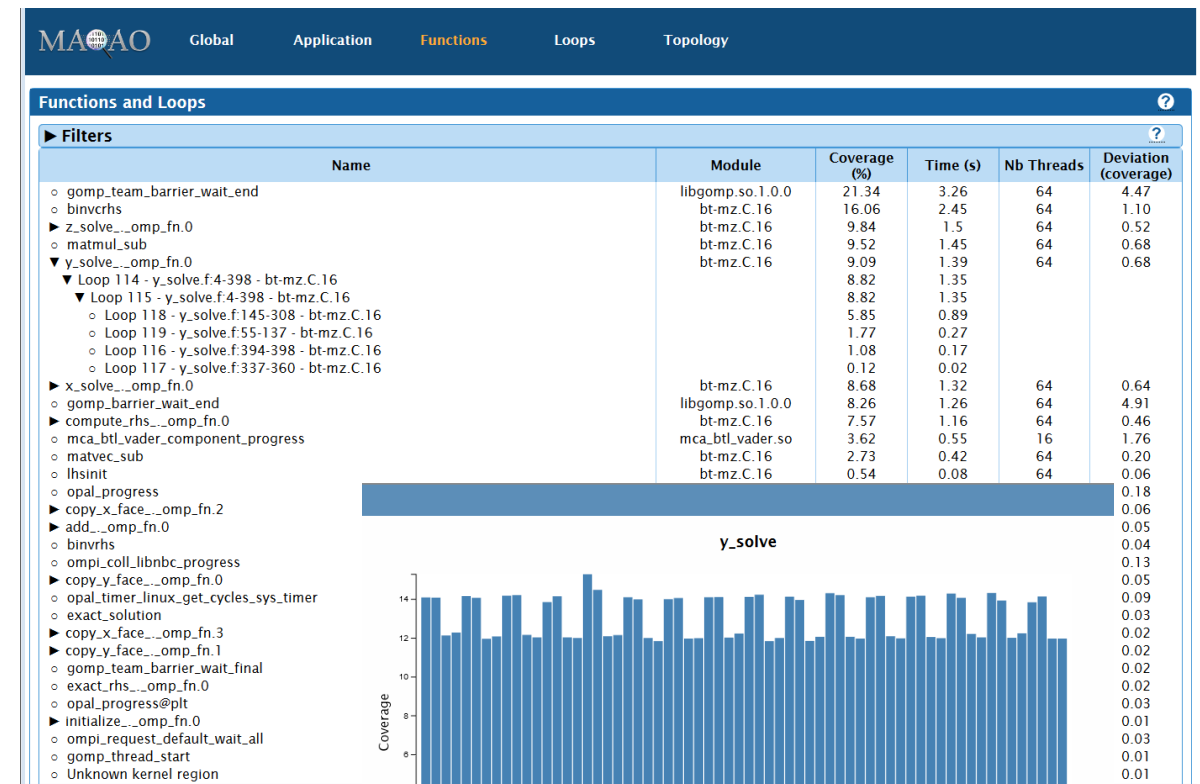 MAQAO Global Application Functions Loops Topology
Functions and Loops ?
▶ Filters ?
Name Module Coverage (%) Time (s) Nb Threads Deviation (coverage)
○ gomp_team_barrier_wait_end libgomp.so.1.0.0 21.34 3.26 64 4.47
○ binvcrhs bt-mz.C.16 16.06 2.45 64 1.10
▶ z_solve_._omp_fn.0 bt-mz.C.16 9.84 1.5 64 0.52
○ matmul_sub bt-mz.C.16 9.52 1.45 64 0.68
▼ y_solve_._omp_fn.0 bt-mz.C.16 9.09 1.39 64 0.68
▼ Loop 114 - y_solve.f:4-398 - bt-mz.C.16 8.82 1.35
▼ Loop 115 - y_solve.f:4-398 - bt-mz.C.16 8.82 1.35
○ Loop 118 - y_solve.f:145-308 - bt-mz.C.16 5.85 0.89
○ Loop 119 - y_solve.f:55-137 - bt-mz.C.16 1.77 0.27
○ Loop 116 - y_solve.f:394-398 - bt-mz.C.16 1.08 0.17
○ Loop 117 - y_solve.f:337-360 - bt-mz.C.16 0.12 0.02
▶ x_solve_._omp_fn.0 bt-mz.C.16 8.68 1.32 64 0.64
○ gomp_barrier_wait_end libgomp.so.1.0.0 8.26 1.26 64 4.91
▶ compute_rhs_._omp_fn.0 bt-mz.C.16 7.57 1.16 64 0.46
○ mca_btl_vader_component_progress mca_btl_vader.so 3.62 0.55 16 1.76
○ matvec_sub bt-mz.C.16 2.73 0.42 64 0.20
○ lhsinit bt-mz.C.16 0.54 0.08 64 0.06
○ opal_progress 0.18
▶ copy_x_face_._omp_fn.2 0.06
▶ add_._omp_fn.0 0.05
○ binvrhs 0.04
○ ompi_coll_libnbc_progress 0.13
▶ copy_y_face_._omp_fn.0 0.05
○ opal_timer_linux_get_cycles_sys_timer 0.09
○ exact_solution 0.03
▶ copy_x_face_._omp_fn.3 0.02
▶ copy_y_face_._omp_fn.1 0.02
○ gomp_team_barrier_wait_final 0.02
○ exact_rhs_._omp_fn.0 0.02
○ opal_progress@plt 0.03
▶ initialize_._omp_fn.0 0.01
○ ompi_request_default_wait_all 0.03
○ gomp_thread_start 0.01
○ Unknown kernel region 0.01
y_solve
14
12
10
8
6
Coverage